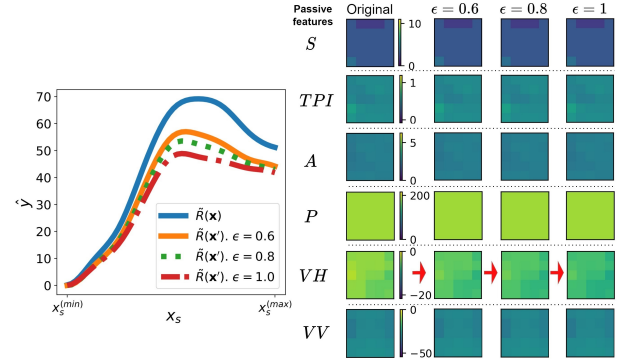 Passive
features
Original
ϵ = 0.6
ϵ = 0.8
ϵ = 1
S
10
0
TPI
1
0
A
5
0
P
200
0
VH
0
−20
VV
0
−50
70
60
50
40
30
20
10
0
ŷ
x_s^(min)
x_s
x_s^(max)
R̃(x)
R̃(x′). ϵ = 0.6
R̃(x′). ϵ = 0.8
R̃(x′). ϵ = 1.0